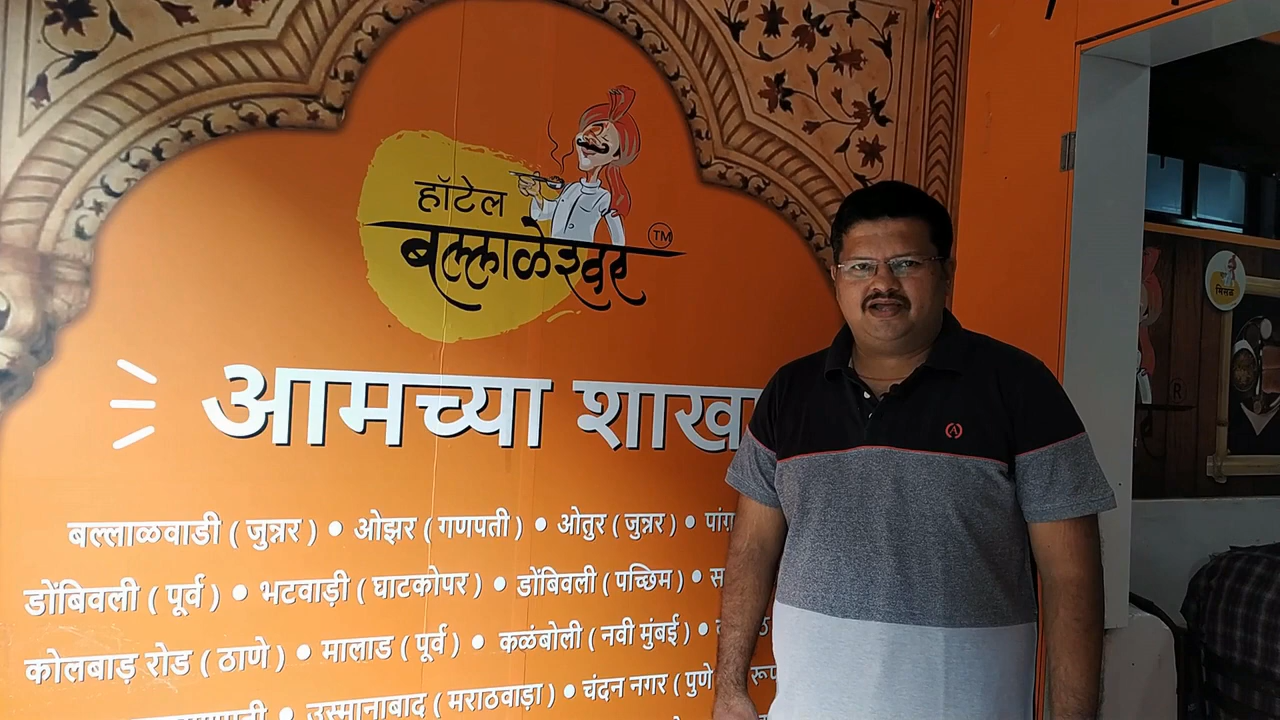 हॉटेल
बल्लाळेश्वर
TM
आमच्या
बल्लाळवाडी ( जुन्नर ) • ओझर ( गणपती ) • ओतुर ( जुन्नर ) •
डोंबिवली ( पूर्व ) • भटवाड़ी ( घाटकोपर ) • डोंबिवली ( पच्छिम ) •
कोलबाड़ रोड ( ठाणे ) • मालाड ( पूर्व ) • कळंबोली ( नवी मुंबई ) •
• उस्मानाबाद ( मराठवाडा ) • चंदन नगर ( पुणे
मिसळ
R
A